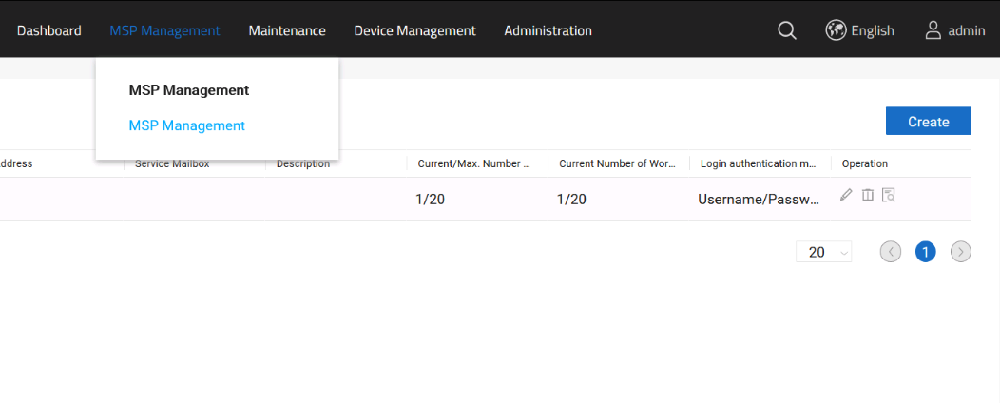 Dashboard MSP Management Maintenance Device Management Administration English admin
MSP Management
MSP Management
Create
ddress Service Mailbox Description Current/Max. Number ... Current Number of Wor... Login authentication m... Operation
1/20 1/20 Username/Passw...
20 1